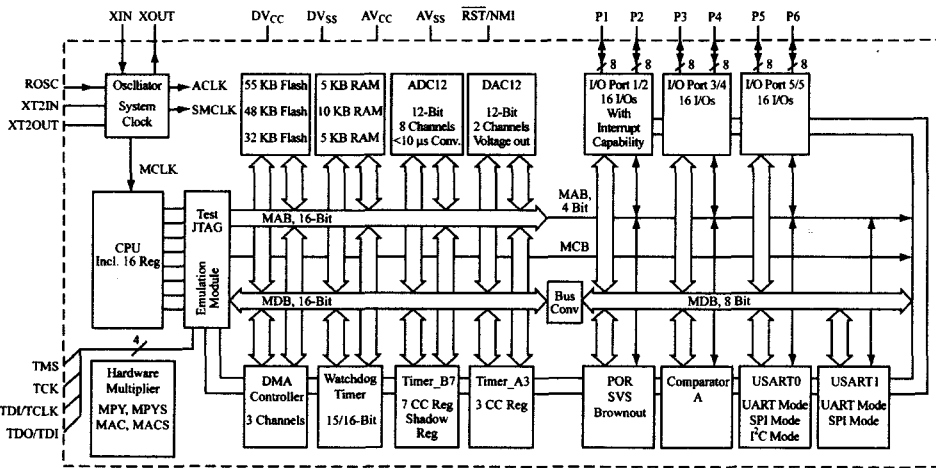 XIN XOUT DVCC DVSS AVCC AVSS RST/NMI P1 P2 P3 P4 P5 P6
8 8 8 8 8 8
ROSC
XT2IN
XT2OUT
Oscillator
System
Clock
ACLK
SMCLK
MCLK
55 KB Flash
48 KB Flash
32 KB Flash
5 KB RAM
10 KB RAM
5 KB RAM
ADC12
12-Bit
8 Channels
<10 μs Conv.
DAC12
12-Bit
2 Channels
Voltage out
I/O Port 1/2
16 I/Os
With
Interrupt
Capability
I/O Port 3/4
16 I/Os
I/O Port 5/5
16 I/Os
CPU
Incl. 16 Reg
Test
JTAG
Emulation
Module
MAB, 16-Bit
MAB,
4 Bit
MCB
MDB, 16-Bit
Bus
Conv
MDB, 8 Bit
4
TMS
TCK
TDI/TCLK
TDO/TDI
Hardware
Multiplier
MPY, MPYS
MAC, MACS
DMA
Controller
3 Channels
Watchdog
Timer
15/16-Bit
Timer_B7
7 CC Reg
Shadow
Reg
Timer_A3
3 CC Reg
POR
SVS
Brownout
Comparator
A
USART0
UART Mode
SPI Mode
I²C Mode
USART1
UART Mode
SPI Mode